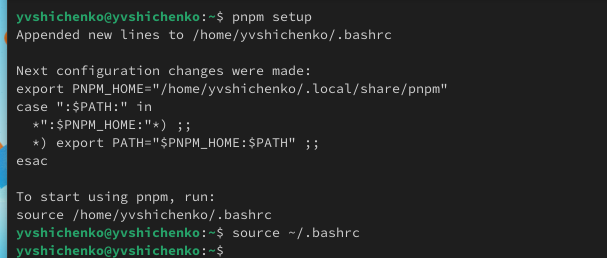 yvshichenko@yvshichenko:~$ pnpm setup
Appended new lines to /home/yvshichenko/.bashrc

Next configuration changes were made:
export PNPM_HOME="/home/yvshichenko/.local/share/pnpm"
case ":$PATH:" in
  *":$PNPM_HOME:"*) ;;
  *) export PATH="$PNPM_HOME:$PATH" ;;
esac

To start using pnpm, run:
source /home/yvshichenko/.bashrc
yvshichenko@yvshichenko:~$ source ~/.bashrc
yvshichenko@yvshichenko:~$